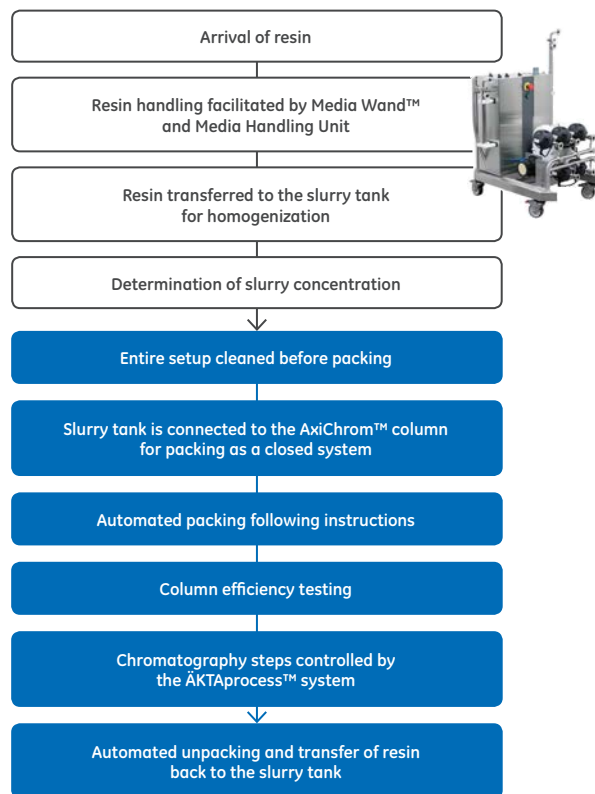 Arrival of resin
Resin handling facilitated by Media Wand™
and Media Handling Unit
Resin transferred to the slurry tank
for homogenization
Determination of slurry concentration
Entire setup cleaned before packing
Slurry tank is connected to the AxiChrom™ column
for packing as a closed system
Automated packing following instructions
Column efficiency testing
Chromatography steps controlled by
the ÄKTAprocess™ system
Automated unpacking and transfer of resin
back to the slurry tank